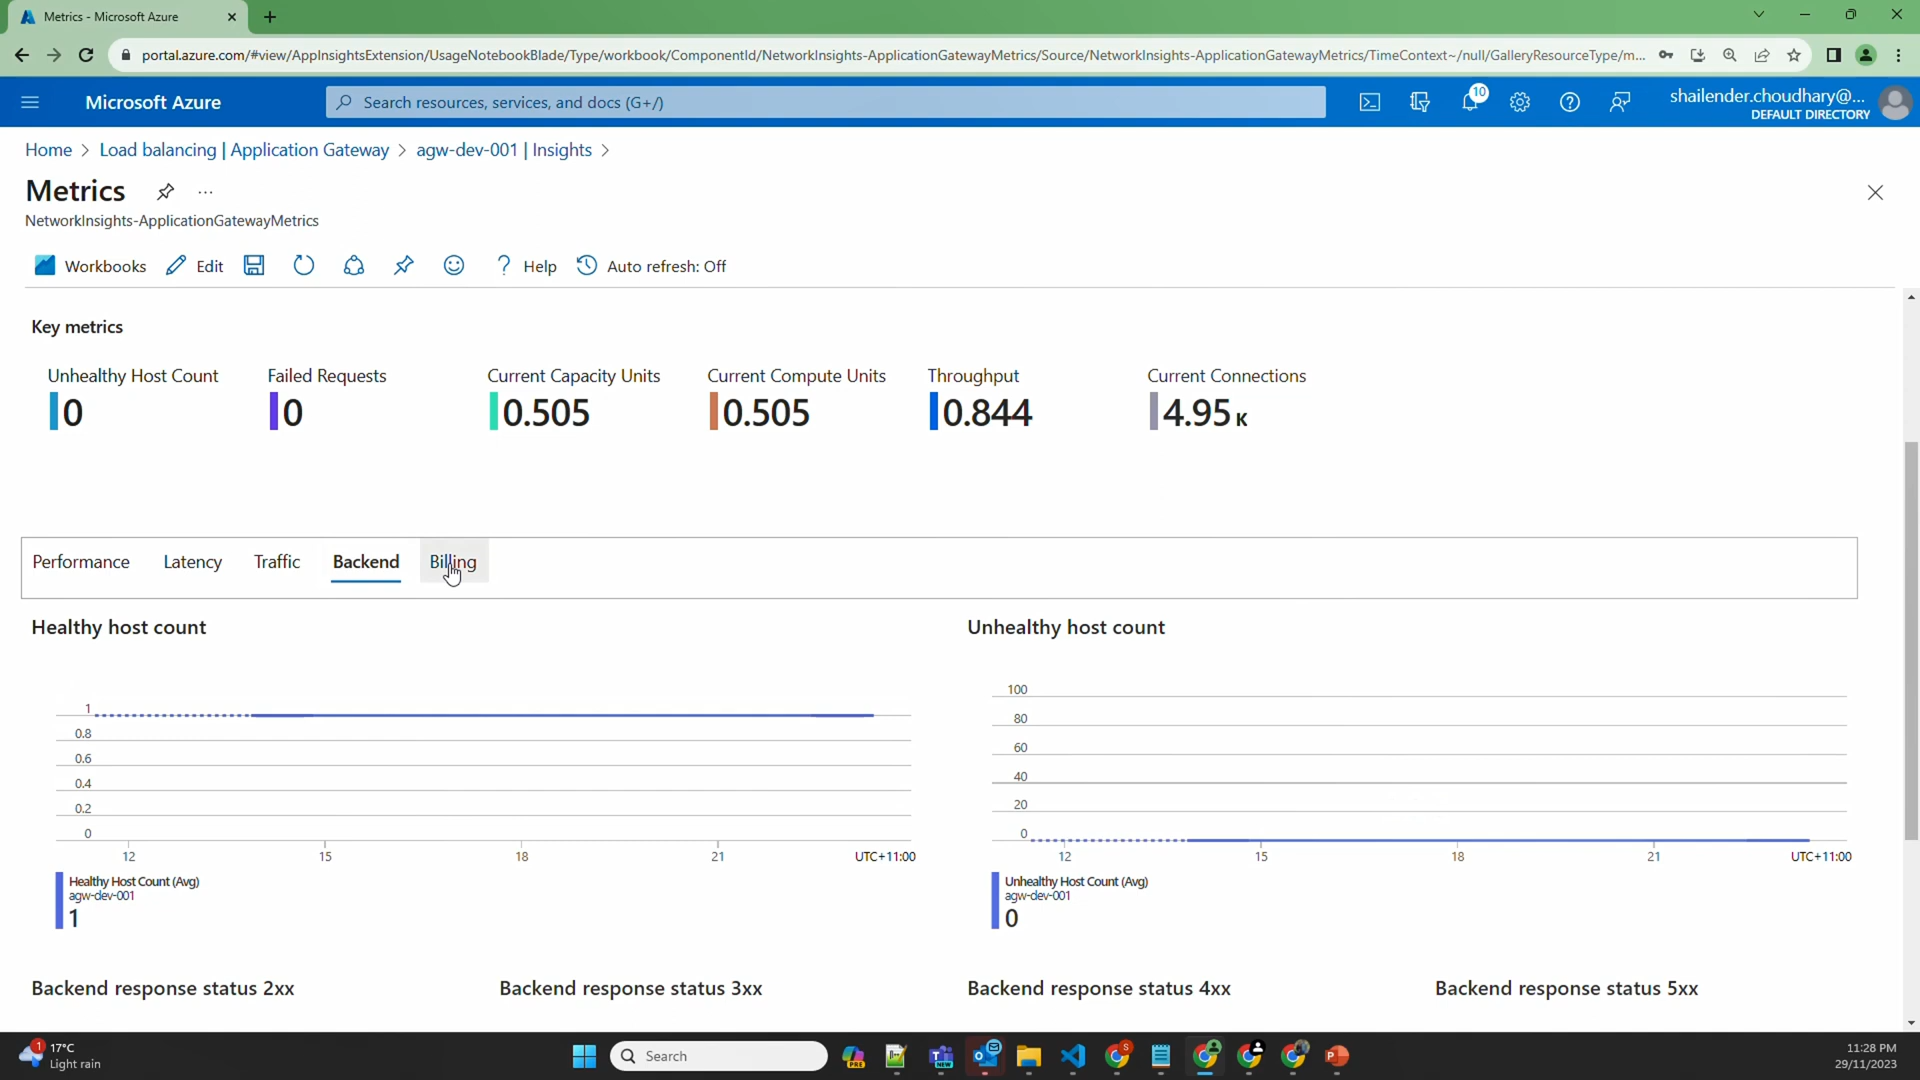 Metrics - Microsoft Azure
portal.azure.com/#view/AppInsightsExtension/UsageNotebookBlade/Type/workbook/ComponentId/NetworkInsights-ApplicationGatewayMetrics/Source/NetworkInsights-ApplicationGatewayMetrics/TimeContext~/null/GalleryResourceType/m...
Microsoft Azure
Search resources, services, and docs (G+/)
10
shailender.choudhary@...
DEFAULT DIRECTORY
Home > Load balancing | Application Gateway > agw-dev-001 | Insights >
Metrics
NetworkInsights-ApplicationGatewayMetrics
Workbooks Edit Help Auto refresh: Off
Key metrics
Unhealthy Host Count Failed Requests Current Capacity Units Current Compute Units Throughput Current Connections
0 0 0.505 0.505 0.844 4.95 K
Performance Latency Traffic Backend Billing
Healthy host count Unhealthy host count
1
0.8
0.6
0.4
0.2
0
12 15 18 21 UTC+11:00
Healthy Host Count (Avg)
agw-dev-001
1
100
80
60
40
20
0
12 15 18 21 UTC+11:00
Unhealthy Host Count (Avg)
agw-dev-001
0
Backend response status 2xx Backend response status 3xx Backend response status 4xx Backend response status 5xx
1
17°C
Light rain
Search
PRE
NEW
S
P
11:28 PM
29/11/2023